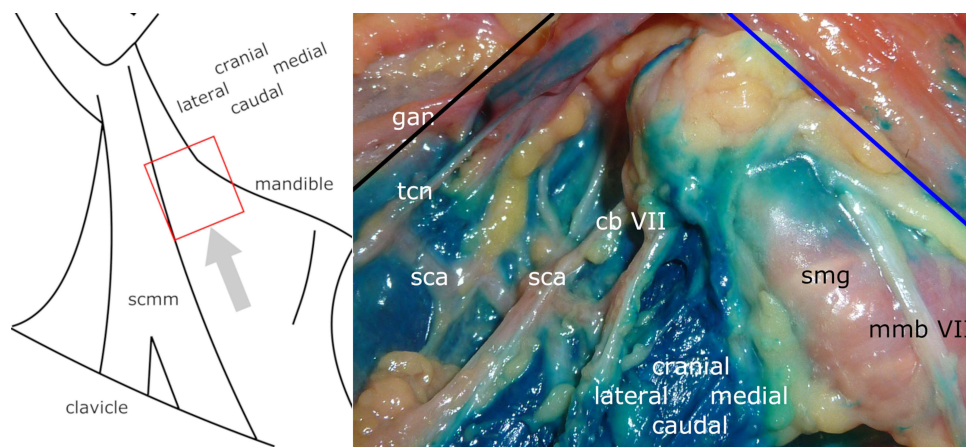 cranial
lateral medial
caudal
mandible
scmm
clavicle
gan
tcn
cb VII
sca
sca
smg
mmb VII
cranial
lateral medial
caudal